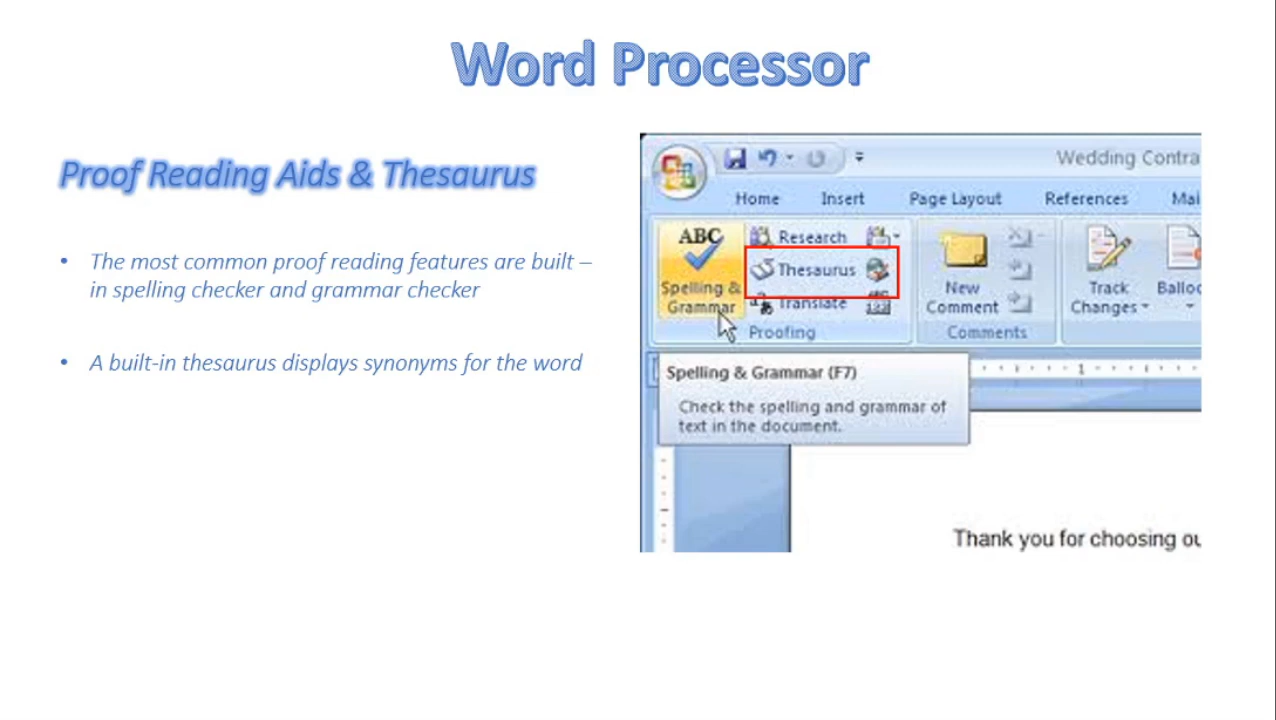 Word Processor
Proof Reading Aids & Thesaurus
• The most common proof reading features are built –
in spelling checker and grammar checker
• A built-in thesaurus displays synonyms for the word
Wedding Contra
Home Insert Page Layout References Mai
ABC
Spelling &
Grammar
Research
Thesaurus
Translate
Proofing
New
Comment
Comments
Track
Changes
Balloo
Spelling & Grammar (F7)
Check the spelling and grammar of
text in the document.
1
Thank you for choosing ou